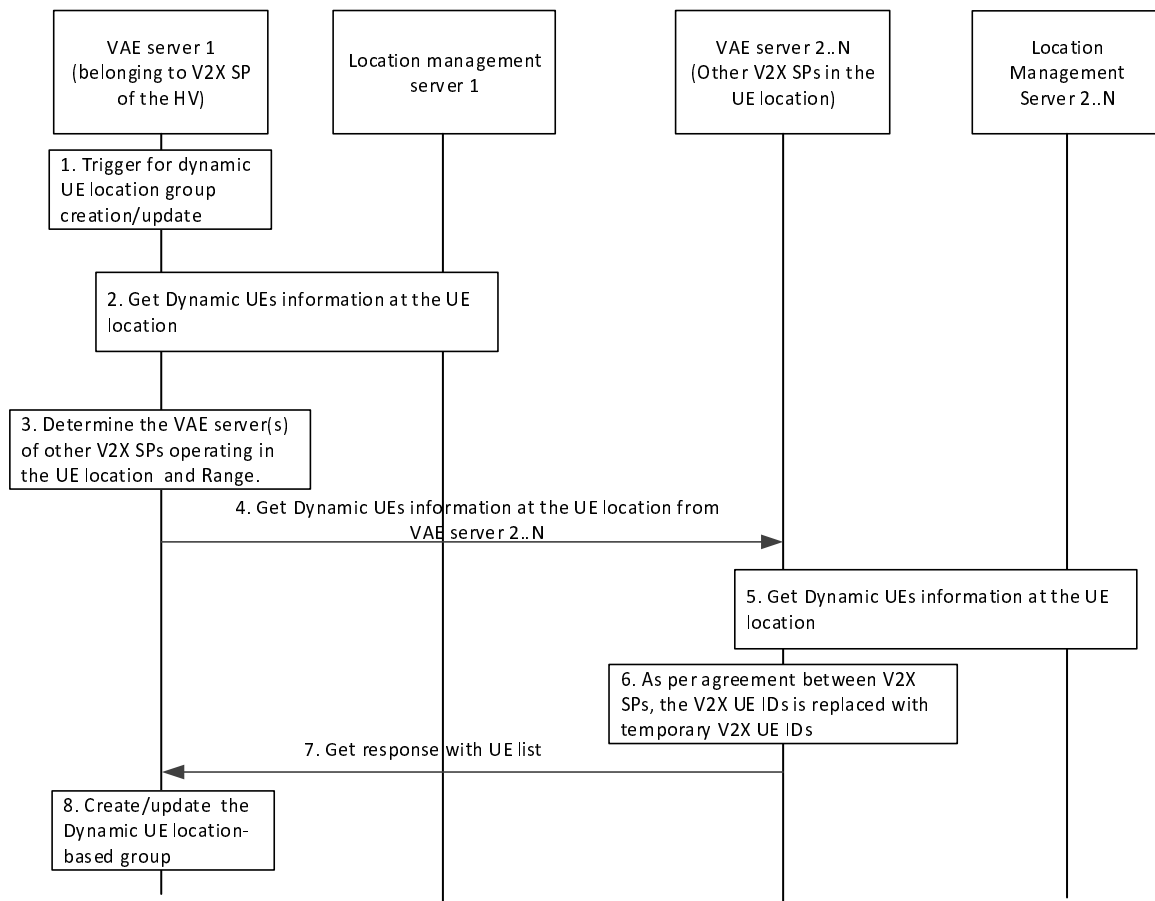 VAE server 1
(belonging to V2X SP
of the HV)
Location management
server 1
VAE server 2..N
(Other V2X SPs in the
UE location)
Location
Management
Server 2..N
1. Trigger for dynamic
UE location group
creation/update
2. Get Dynamic UEs information at the UE
location
3. Determine the VAE server(s)
of other V2X SPs operating in
the UE location and Range.
4. Get Dynamic UEs information at the UE location from
VAE server 2..N
5. Get Dynamic UEs information at the UE
location
6. As per agreement between V2X
SPs, the V2X UE IDs is replaced with
temporary V2X UE IDs
7. Get response with UE list
8. Create/update the
Dynamic UE location-
based group